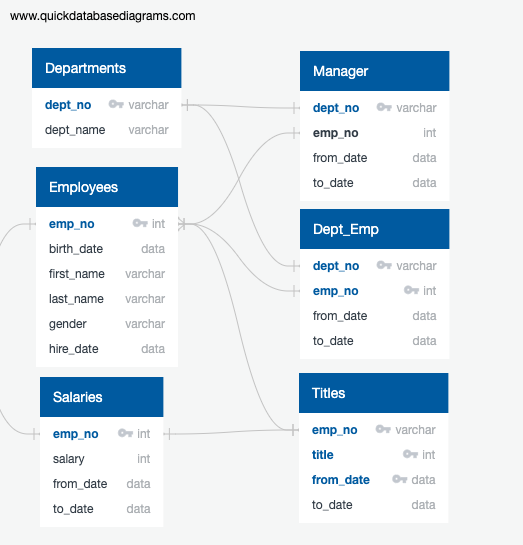 www.quickdatabasediagrams.com
Departments
dept_no varchar
dept_name varchar
Employees
emp_no int
birth_date data
first_name varchar
last_name varchar
gender varchar
hire_date data
Salaries
emp_no int
salary int
from_date data
to_date data
Manager
dept_no varchar
emp_no int
from_date data
to_date data
Dept_Emp
dept_no varchar
emp_no int
from_date data
to_date data
Titles
emp_no varchar
title int
from_date data
to_date data